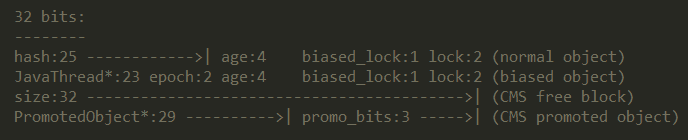 32 bits:
--------
hash:25 ------------>| age:4    biased_lock:1 lock:2 (normal object)
JavaThread*:23 epoch:2 age:4    biased_lock:1 lock:2 (biased object)
size:32 ------------------------------------------>| (CMS free block)
PromotedObject*:29 ---------->| promo_bits:3 ----->| (CMS promoted object)